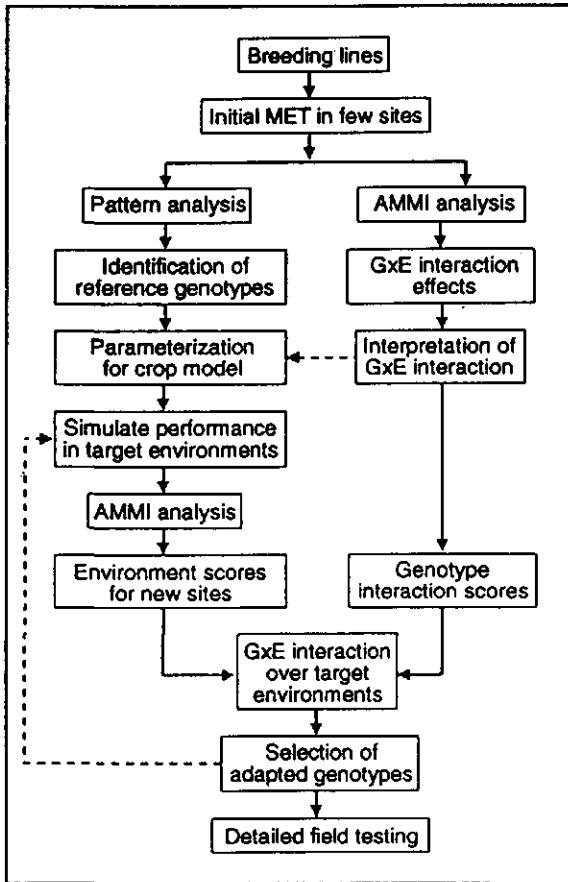 Breeding lines
Initial MET in few sites
Pattern analysis
AMMI analysis
Identification of
reference genotypes
GxE interaction
effects
Parameterization
for crop model
Interpretation of
GxE interaction
Simulate performance
in target environments
AMMI analysis
Environment scores
for new sites
Genotype
interaction scores
GxE interaction
over target
environments
Selection of
adapted genotypes
Detailed field testing